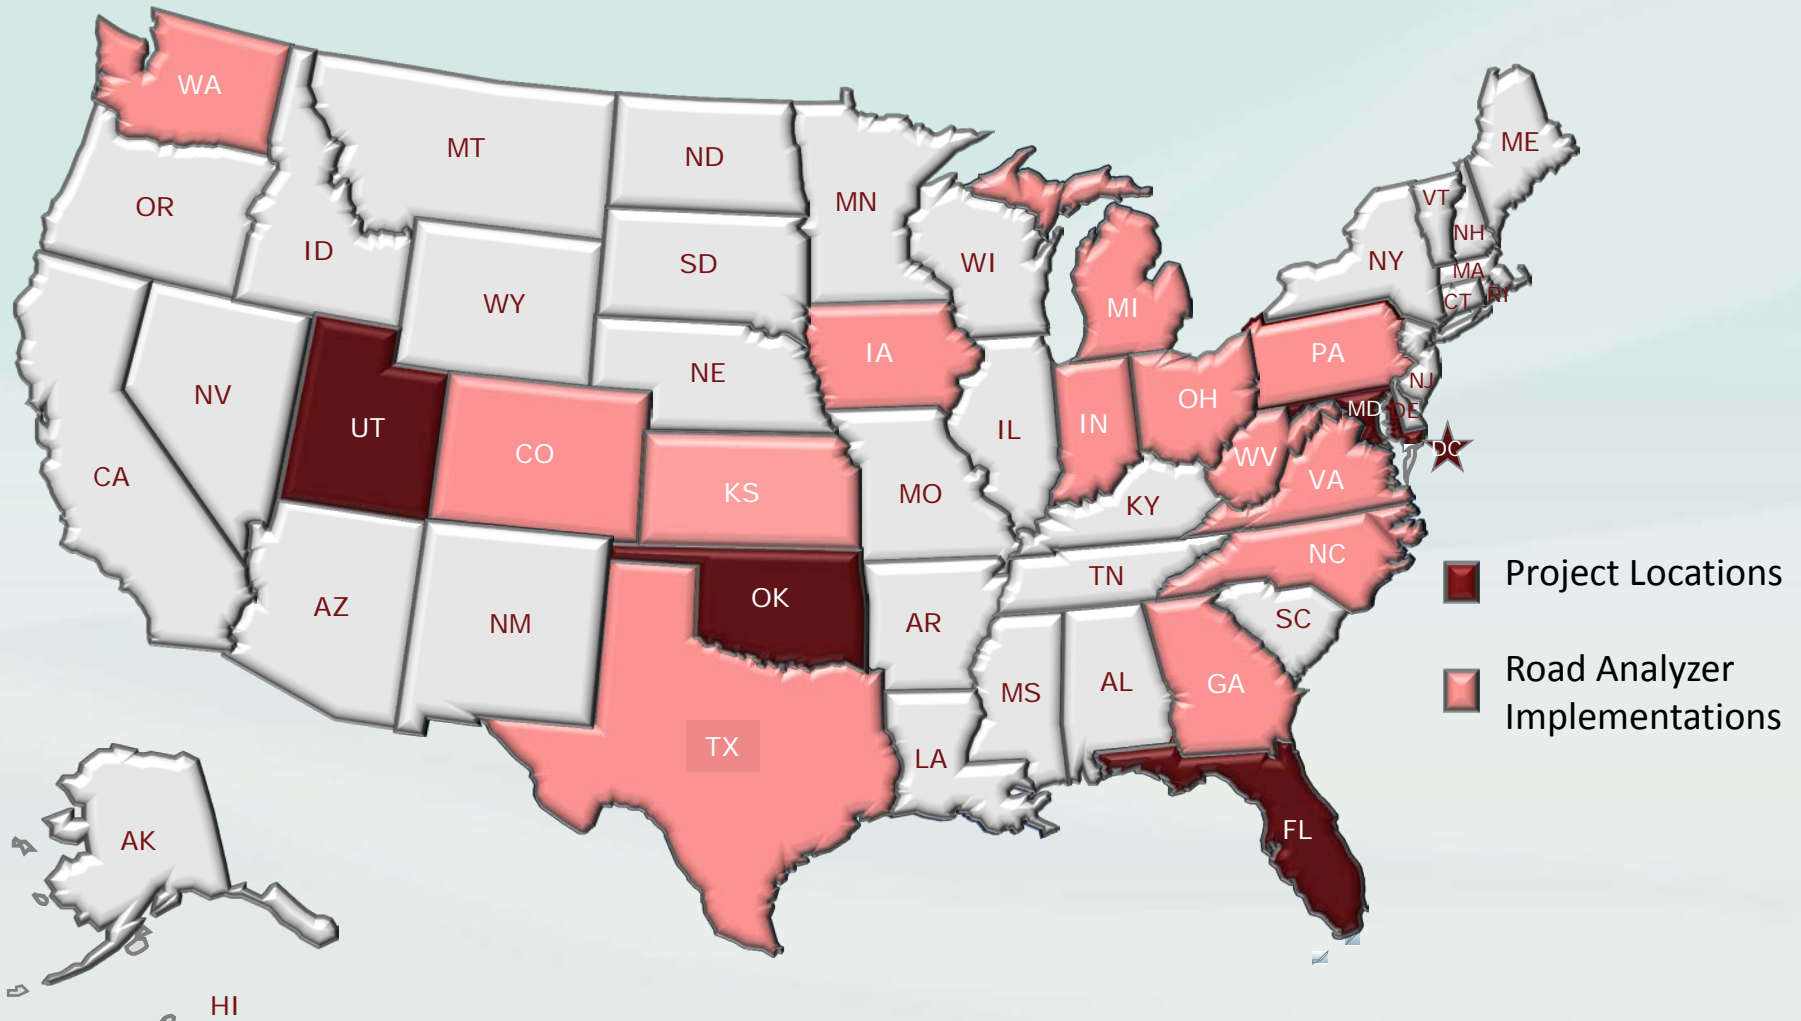 WA
MT
ND
MN
ME
VT
OR
ID
SD
WI
NY
NH
MA
WY
MI
CT
RI
IA
PA
NE
NJ
NV
UT
OH
MD
DE
CO
IN
IL
DC
WV
CA
KS
MO
KY
VA
NC
Project Locations
TN
OK
AZ
NM
AR
SC
Road Analyzer
Implementations
MS
AL
GA
TX
LA
FL
AK
HI